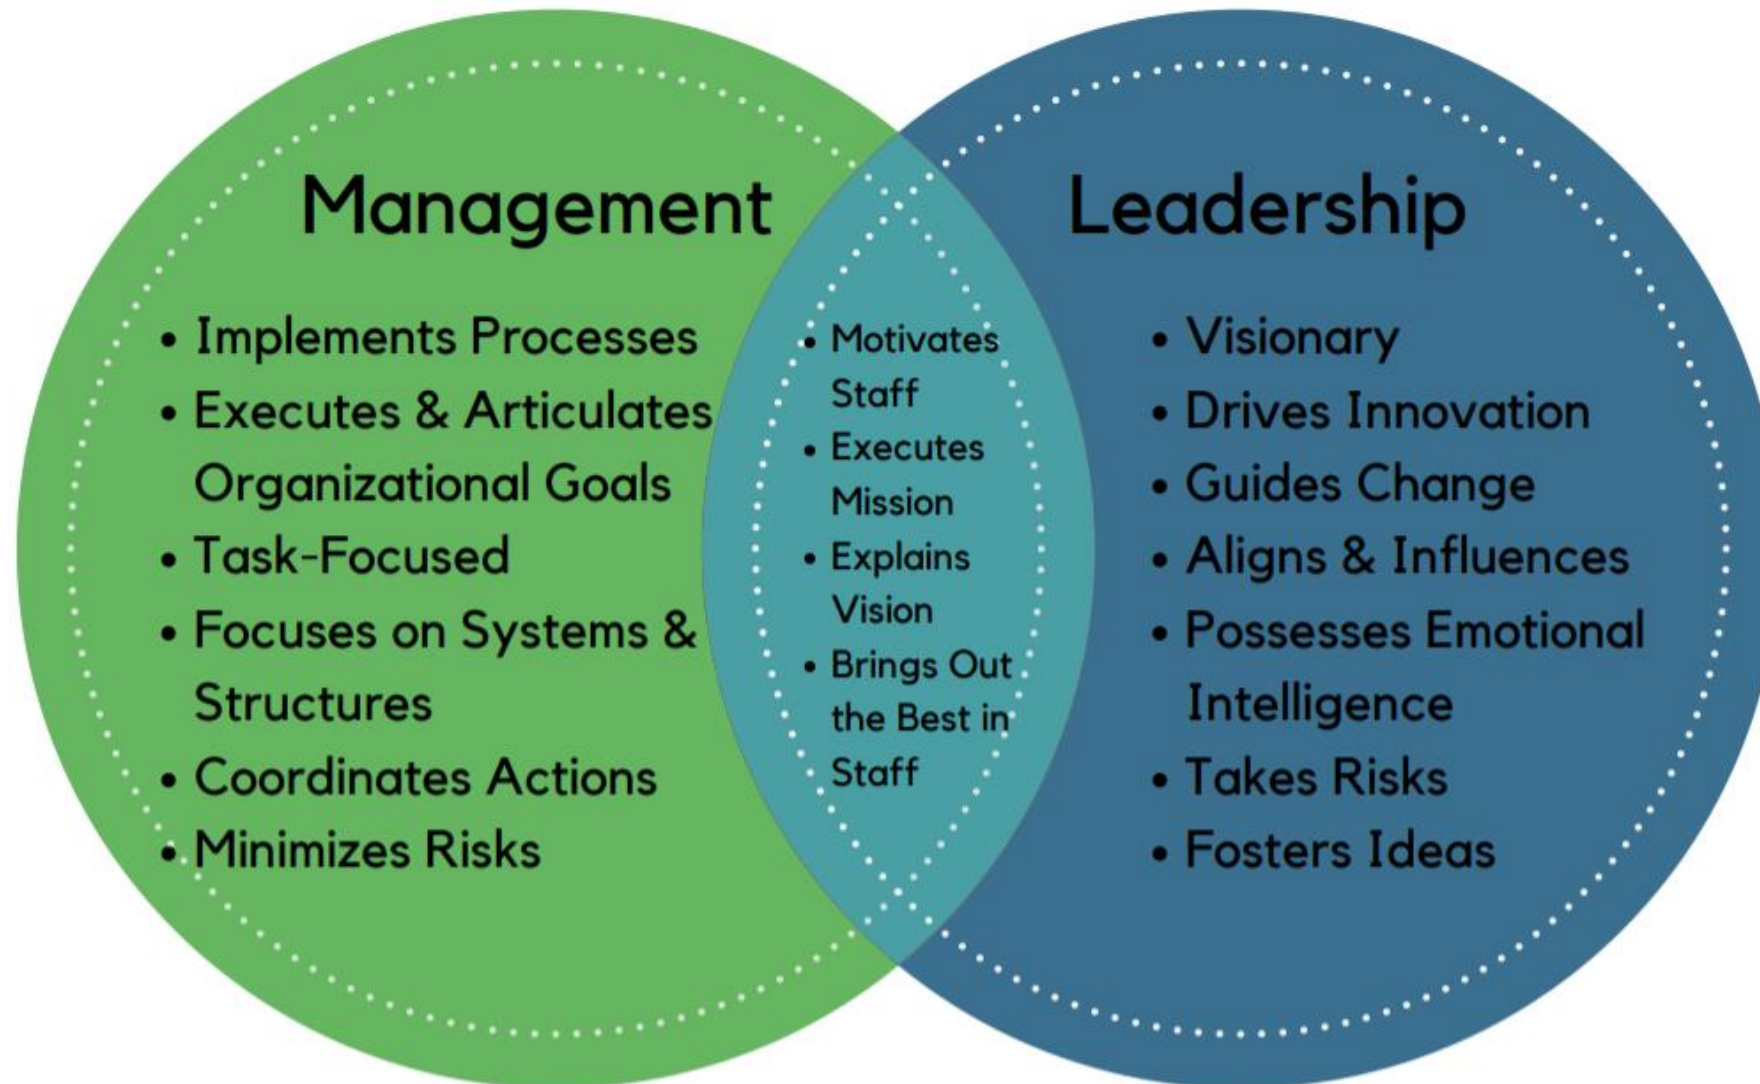 Management
• Implements Processes
• Executes & Articulates
Organizational Goals
• Task-Focused
• Focuses on Systems &
Structures
• Coordinates Actions
• Minimizes Risks
• Motivates
Staff
• Executes
Mission
• Explains
Vision
• Brings Out
the Best in
Staff
Leadership
• Visionary
• Drives Innovation
• Guides Change
• Aligns & Influences
• Possesses Emotional
Intelligence
• Takes Risks
• Fosters Ideas